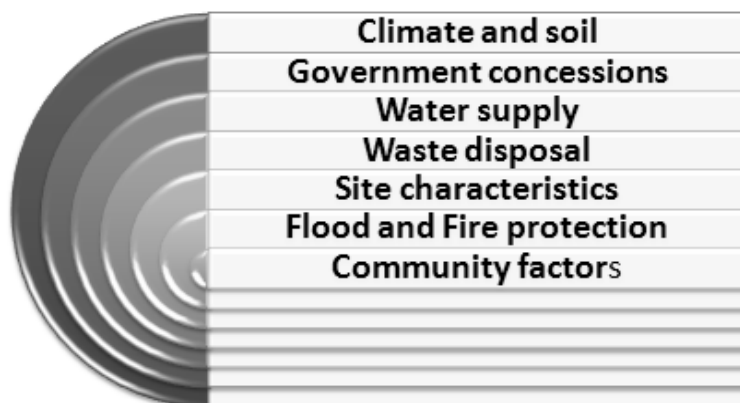 Climate and soil
Government concessions
Water supply
Waste disposal
Site characteristics
Flood and Fire protection
Community factors